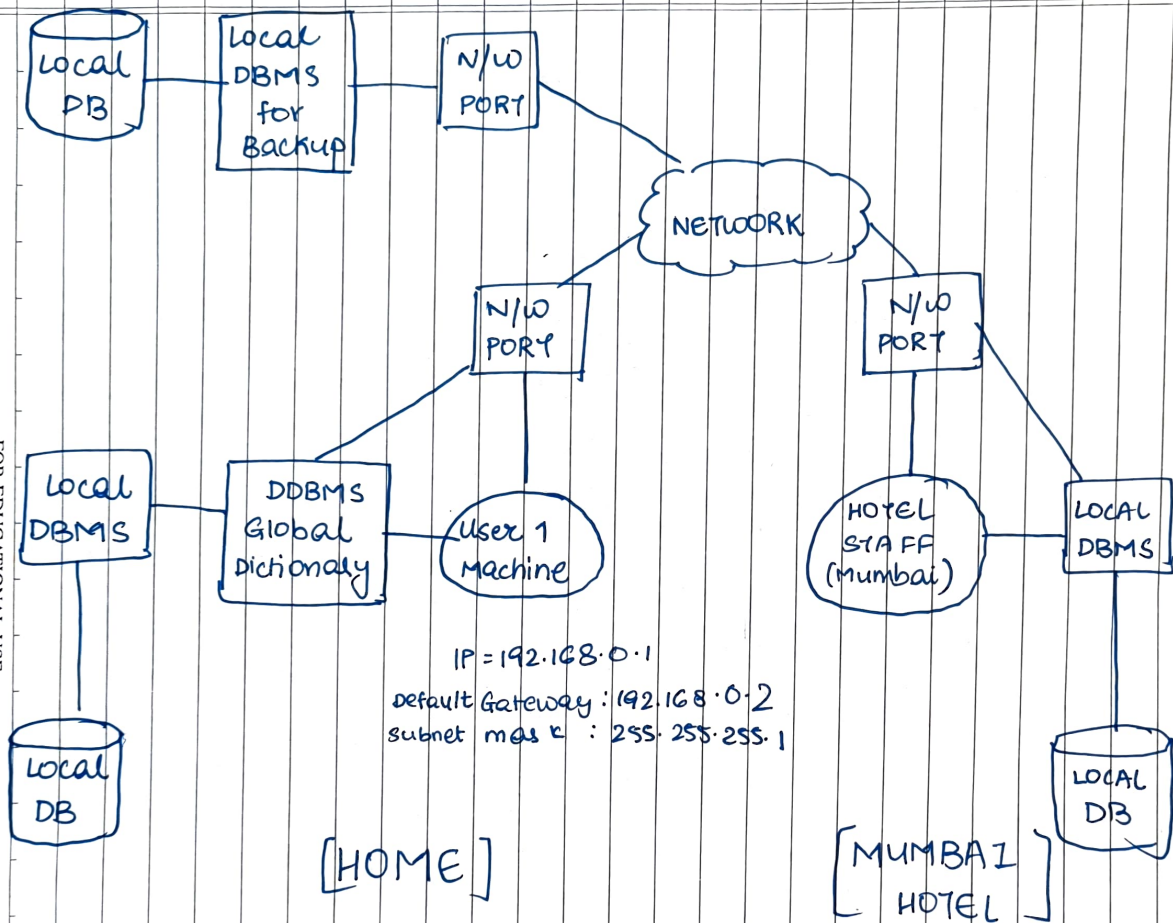 Local
DB
Local
DBMS
for
Backup
N/W
PORT
NETWORK
N/W
PORT
N/W
PORT
Local
DBMS
DDBMS
Global
Dictionary
User 1
Machine
HOTEL
STAFF
(Mumbai)
LOCAL
DBMS
IP = 192.168.0.1
Default Gateway : 192.168.0.2
subnet mask : 255.255.255.1
Local
DB
LOCAL
DB
[HOME]
[MUMBAI
HOTEL]